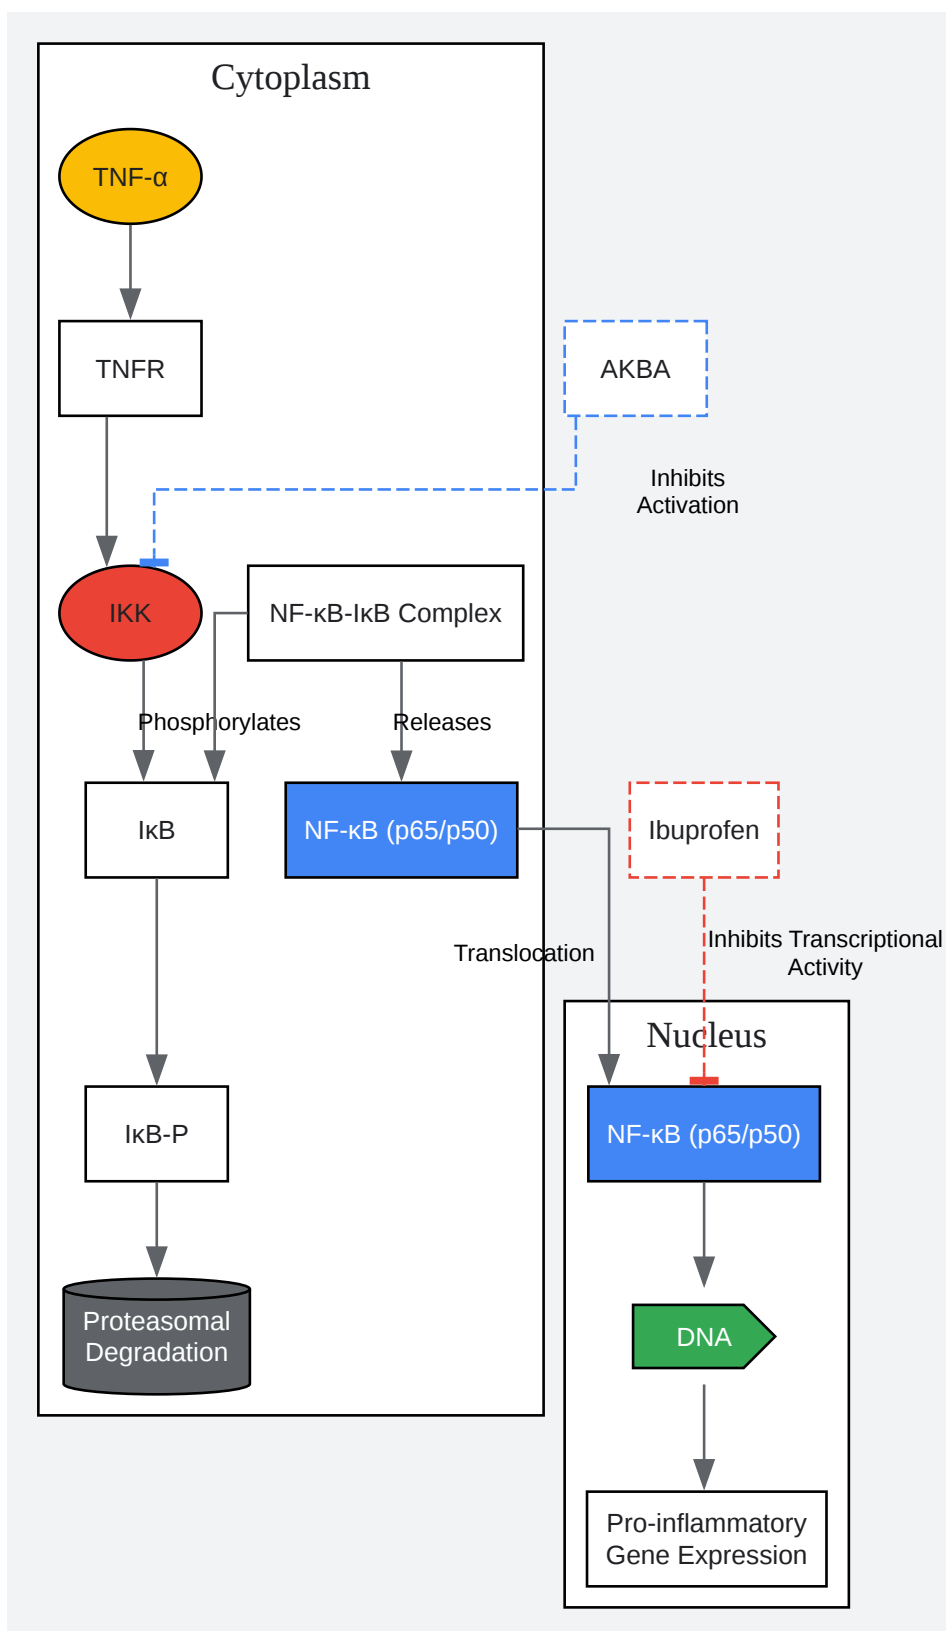 Cytoplasm
TNF-α
TNFR
AKBA
Inhibits
Activation
IKK
NF-κB-IκB Complex
Phosphorylates
Releases
IκB
NF-κB (p65/p50)
Ibuprofen
Translocation
Inhibits Transcriptional
Activity
Nucleus
IκB-P
NF-κB (p65/p50)
Proteasomal
Degradation
DNA
Pro-inflammatory
Gene Expression